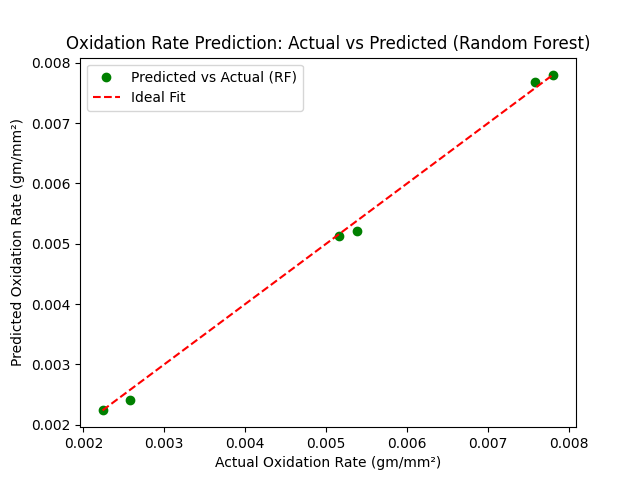 Oxidation Rate Prediction: Actual vs Predicted (Random Forest)
Predicted vs Actual (RF)
Ideal Fit
Predicted Oxidation Rate (gm/mm²)
0.008
0.007
0.006
0.005
0.004
0.003
0.002
0.002 0.003 0.004 0.005 0.006 0.007 0.008
Actual Oxidation Rate (gm/mm²)